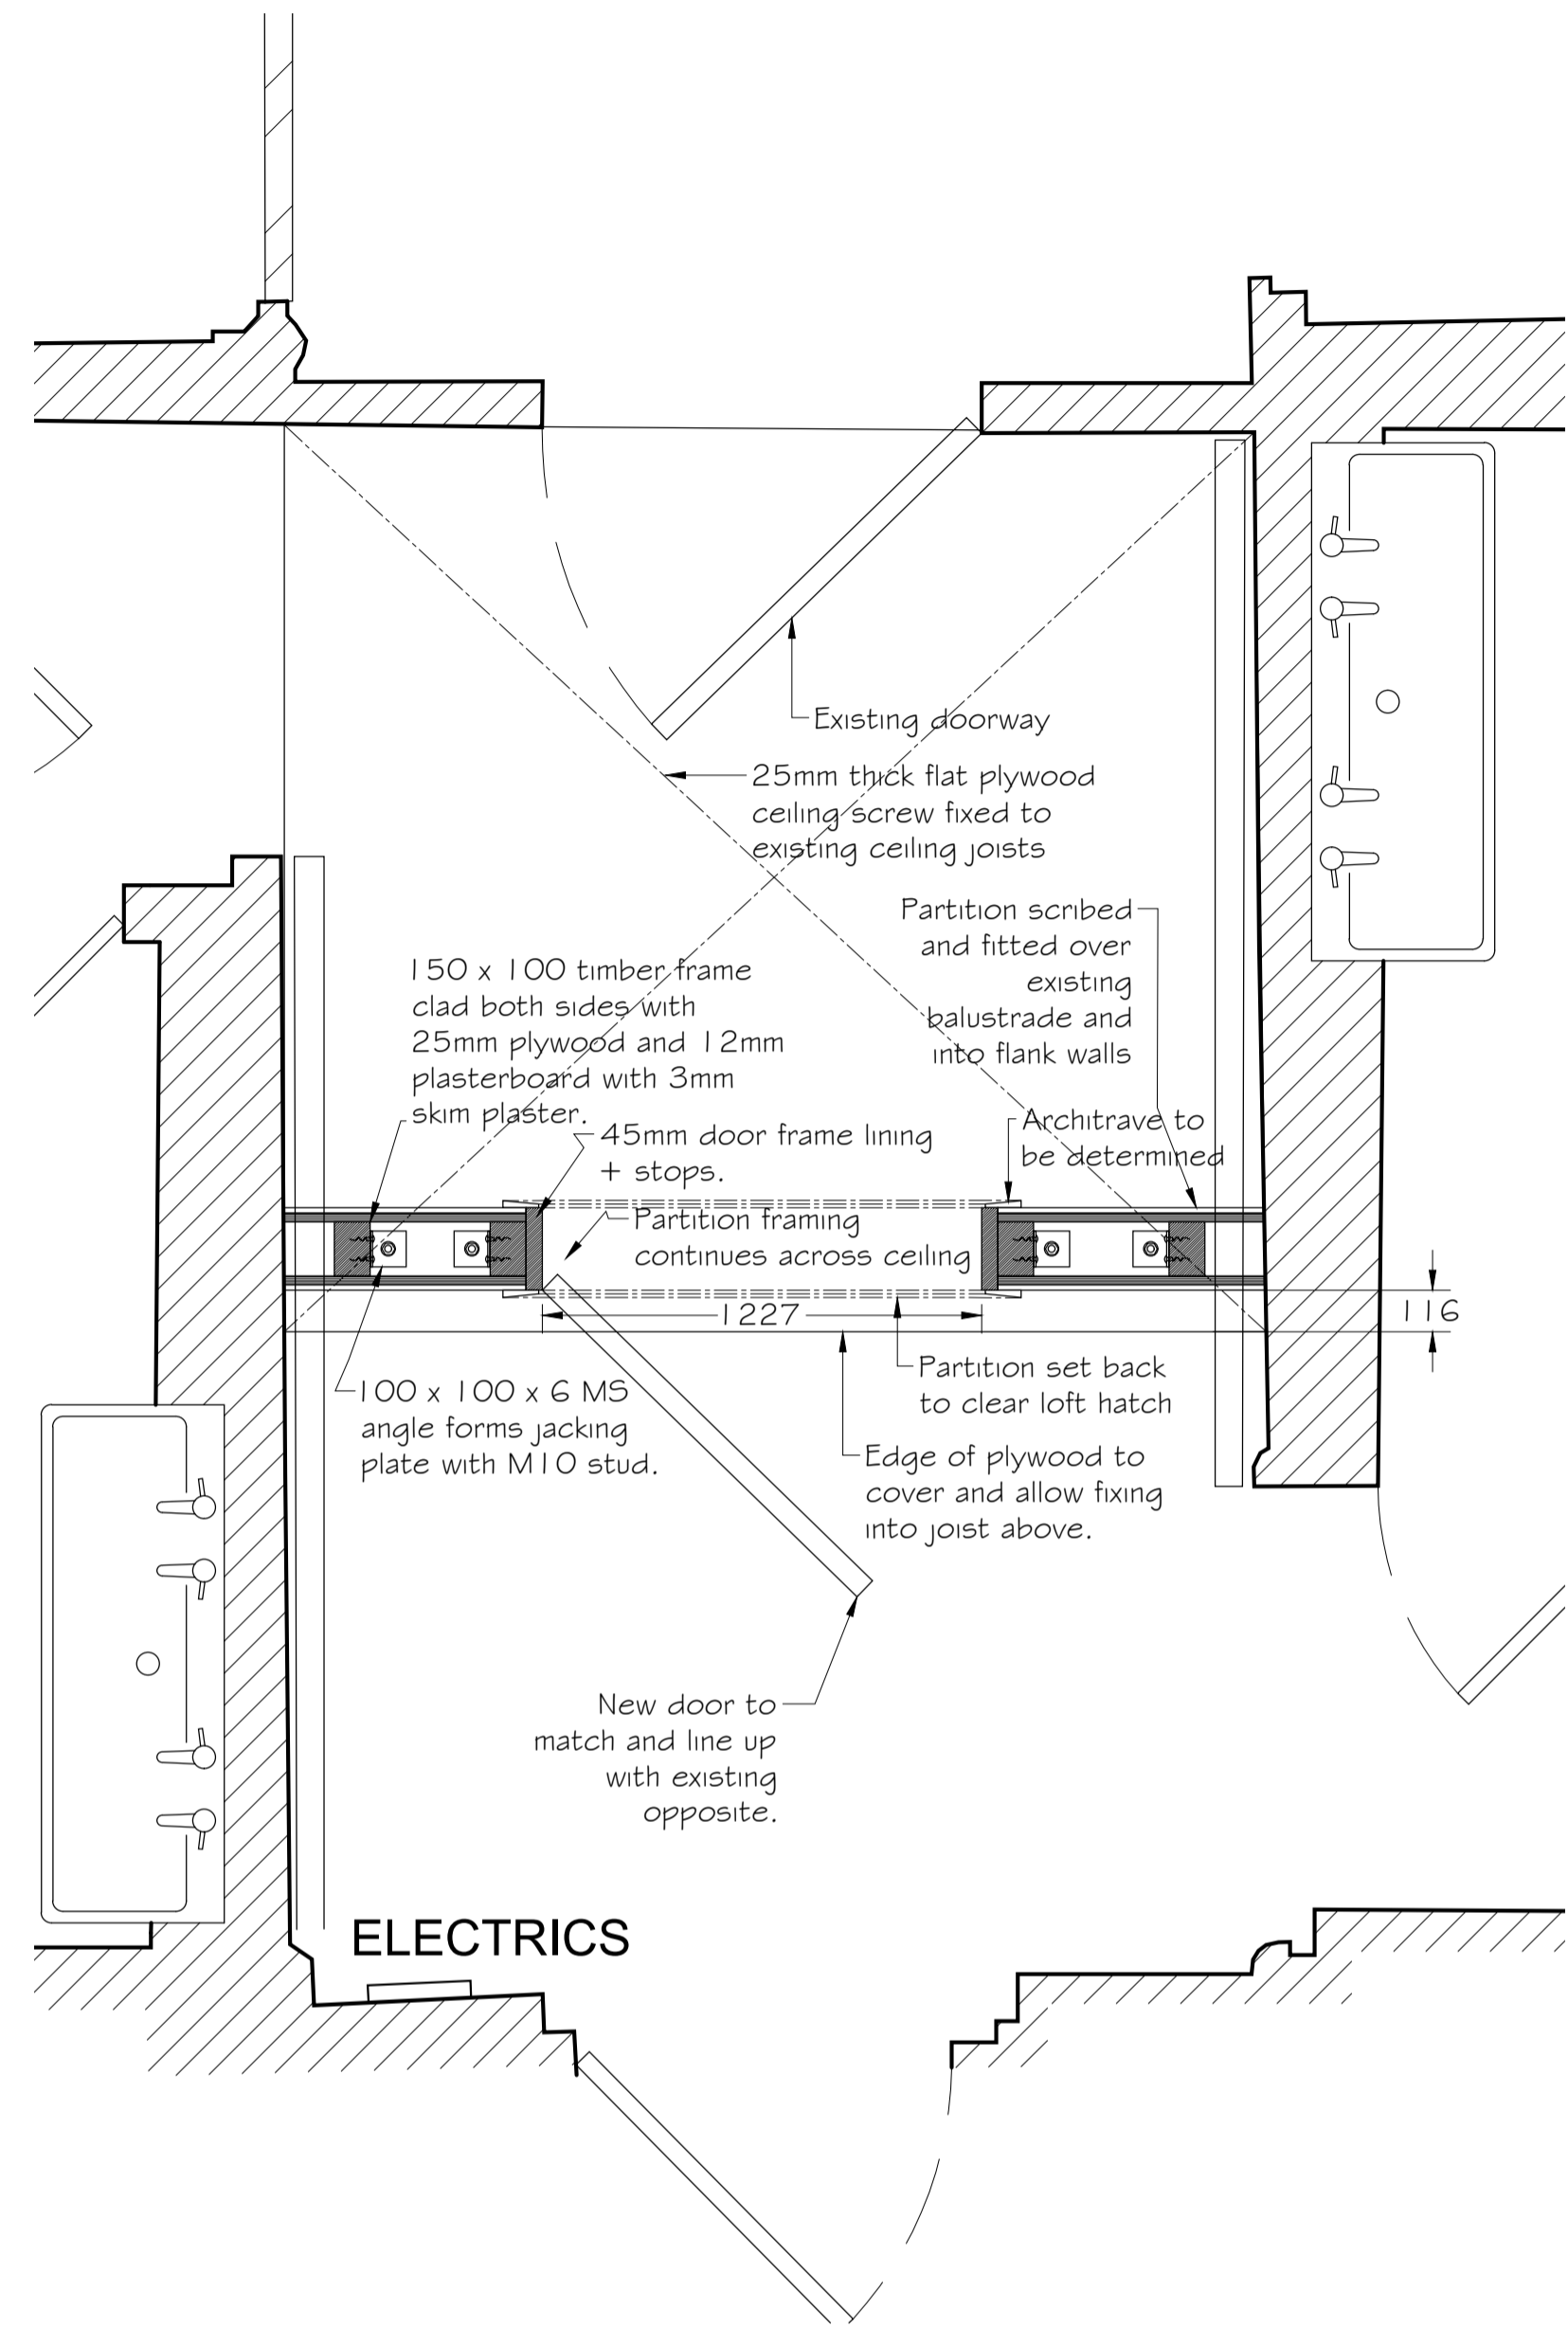 Existing doorway
25mm thick flat plywood
ceiling screw fixed to
existing ceiling joists
Partition scribed
and fitted over
existing
balustrade and
into flank walls
150 x 100 timber frame
clad both sides with
25mm plywood and 12mm
plasterboard with 3mm
skim plaster.
45mm door frame lining
+ stops.
Architrave to
be determined
Partition framing
continues across ceiling
1227
116
Partition set back
to clear loft hatch
100 x 100 x 6 MS
angle forms jacking
plate with M10 stud.
Edge of plywood to
cover and allow fixing
into joist above.
New door to
match and line up
with existing
opposite.
ELECTRICS